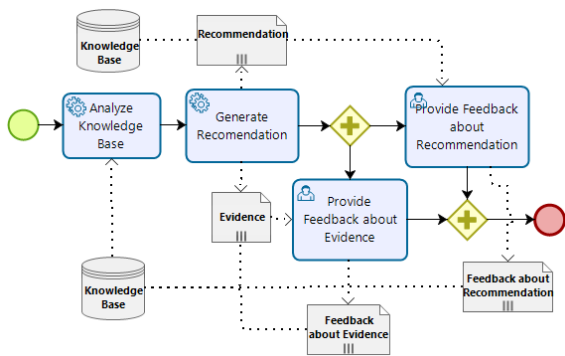 Knowledge
Base
Recommendation
Analyze
Knowledge
Base
Generate
Recomendation
Provide Feedback
about
Recommendation
Evidence
Provide
Feedback about
Evidence
Knowledge
Base
Feedback about
Recommendation
Feedback
about Evidence